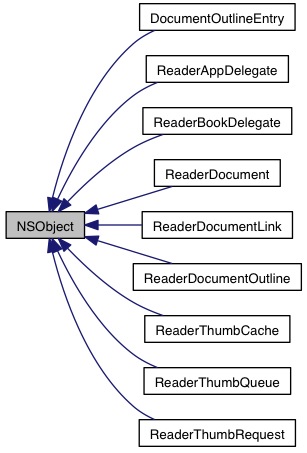 DocumentOutlineEntry
ReaderAppDelegate
ReaderBookDelegate
ReaderDocument
NSObject
ReaderDocumentLink
ReaderDocumentOutline
ReaderThumbCache
ReaderThumbQueue
ReaderThumbRequest